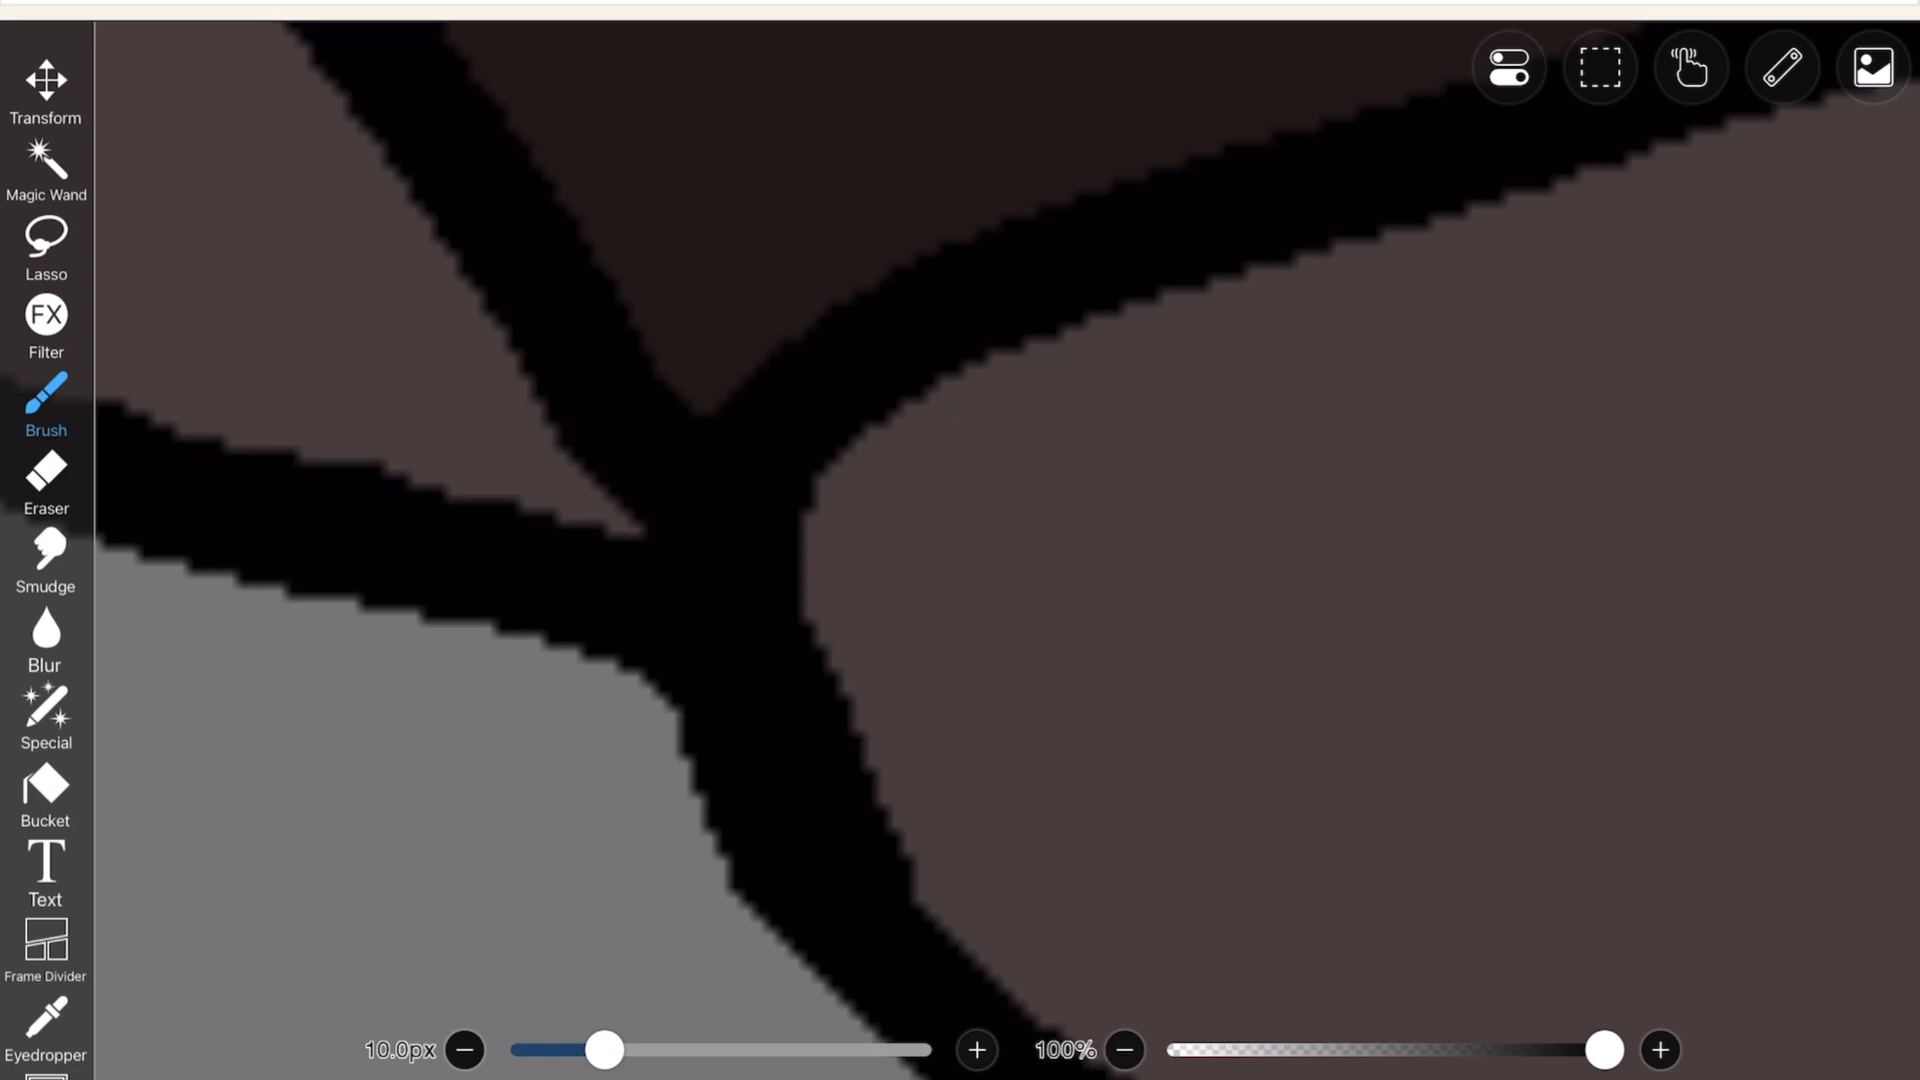 Transform
Magic Wand
Lasso
FX
Filter
Brush
Eraser
Smudge
Blur
Special
Bucket
T
Text
Frame Divider
Eyedropper
10.0px
100%